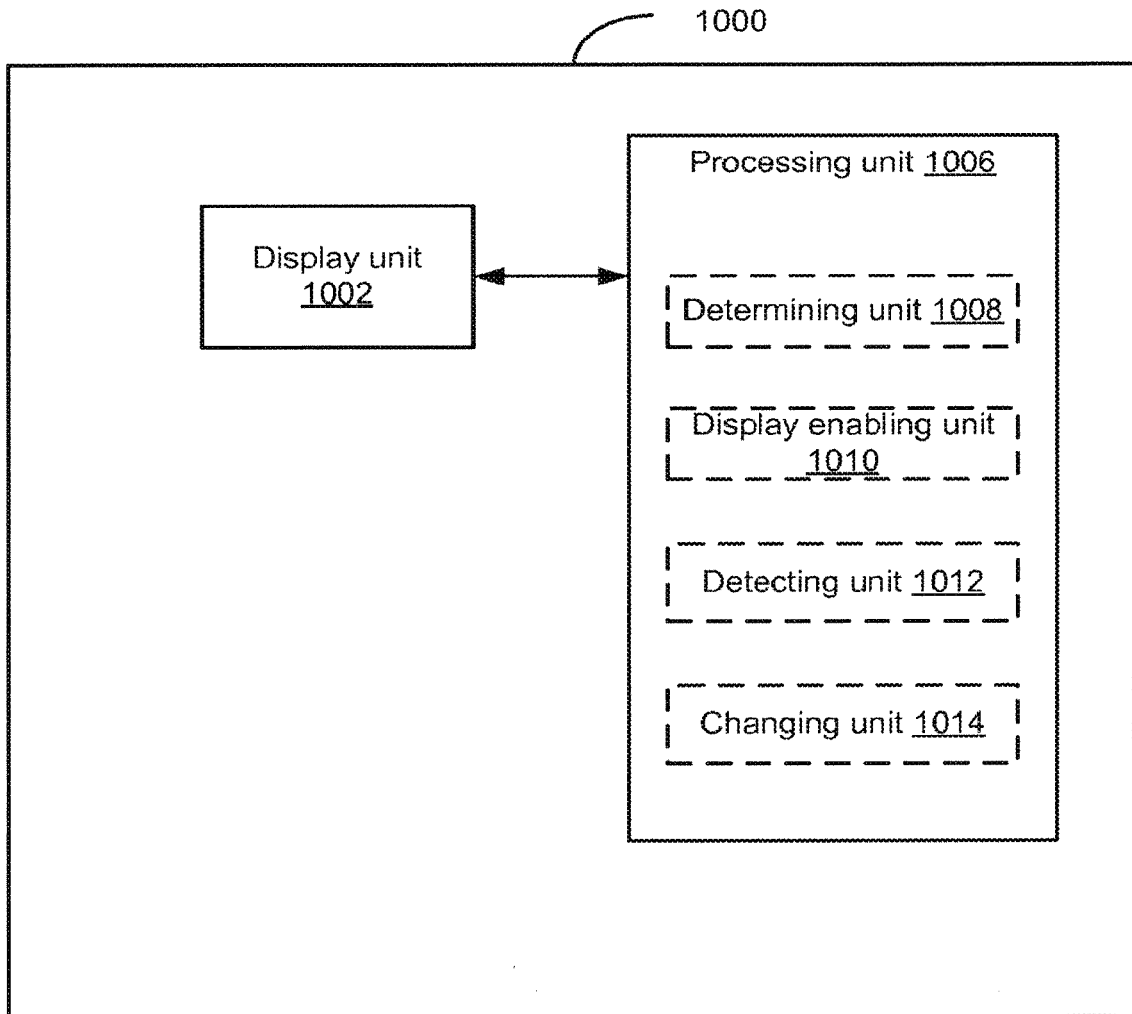 1000
Processing unit 1006
Display unit
1002
Determining unit 1008
Display enabling unit
1010
Detecting unit 1012
Changing unit 1014